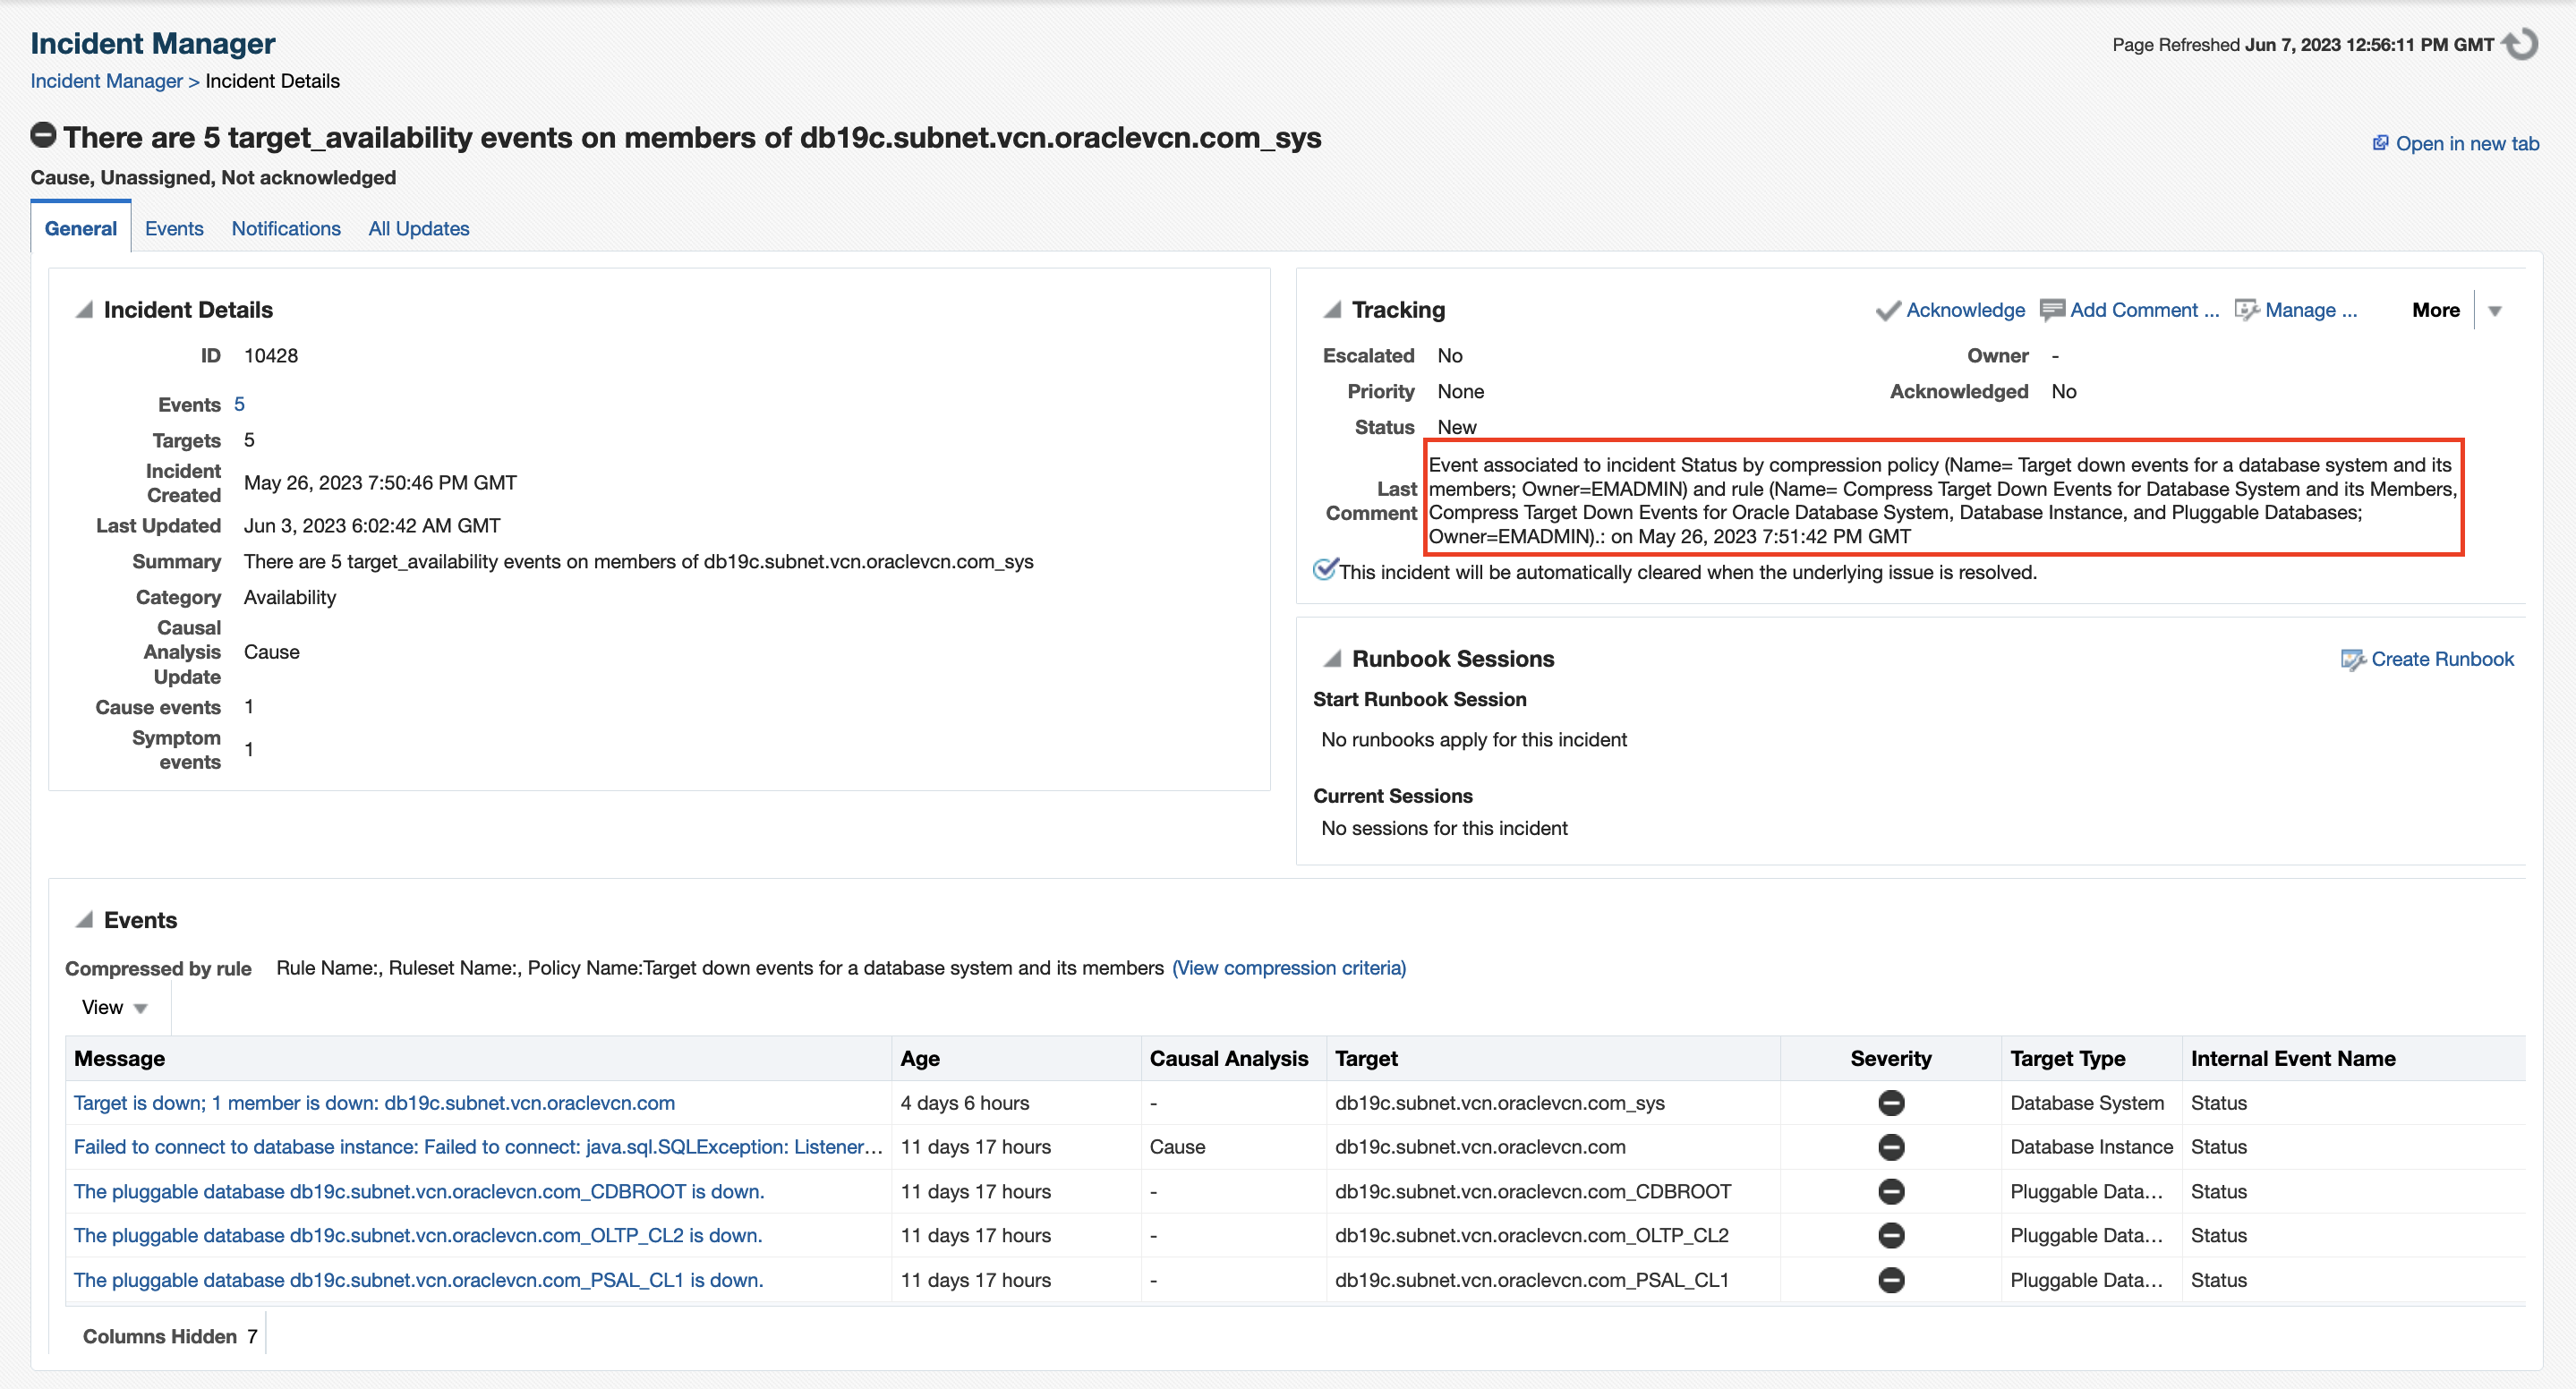 Incident Manager
Page Refreshed Jun 7, 2023 12:56:11 PM GMT
Incident Manager > Incident Details
There are 5 target_availability events on members of db19c.subnet.vcn.oraclevcn.com_sys
Open in new tab
Cause, Unassigned, Not acknowledged
General Events Notifications All Updates
Incident Details
ID 10428
Events 5
Targets 5
Incident Created May 26, 2023 7:50:46 PM GMT
Last Updated Jun 3, 2023 6:02:42 AM GMT
Summary There are 5 target_availability events on members of db19c.subnet.vcn.oraclevcn.com_sys
Category Availability
Causal Analysis Update Cause
Cause events 1
Symptom events 1
Tracking
Acknowledge Add Comment ... Manage ... More
Escalated No Owner -
Priority None Acknowledged No
Status New
Last Comment
Event associated to incident Status by compression policy (Name= Target down events for a database system and its
members; Owner=EMADMIN) and rule (Name= Compress Target Down Events for Database System and its Members,
Compress Target Down Events for Oracle Database System, Database Instance, and Pluggable Databases;
Owner=EMADMIN).: on May 26, 2023 7:51:42 PM GMT
This incident will be automatically cleared when the underlying issue is resolved.
Runbook Sessions
Create Runbook
Start Runbook Session
No runbooks apply for this incident
Current Sessions
No sessions for this incident
Events
Compressed by rule Rule Name:, Ruleset Name:, Policy Name:Target down events for a database system and its members (View compression criteria)
View
Message Age Causal Analysis Target Severity Target Type Internal Event Name
Target is down; 1 member is down: db19c.subnet.vcn.oraclevcn.com 4 days 6 hours - db19c.subnet.vcn.oraclevcn.com_sys Database System Status
Failed to connect to database instance: Failed to connect: java.sql.SQLException: Listener... 11 days 17 hours Cause db19c.subnet.vcn.oraclevcn.com Database Instance Status
The pluggable database db19c.subnet.vcn.oraclevcn.com_CDBROOT is down. 11 days 17 hours - db19c.subnet.vcn.oraclevcn.com_CDBROOT Pluggable Data... Status
The pluggable database db19c.subnet.vcn.oraclevcn.com_OLTP_CL2 is down. 11 days 17 hours - db19c.subnet.vcn.oraclevcn.com_OLTP_CL2 Pluggable Data... Status
The pluggable database db19c.subnet.vcn.oraclevcn.com_PSAL_CL1 is down. 11 days 17 hours - db19c.subnet.vcn.oraclevcn.com_PSAL_CL1 Pluggable Data... Status
Columns Hidden 7